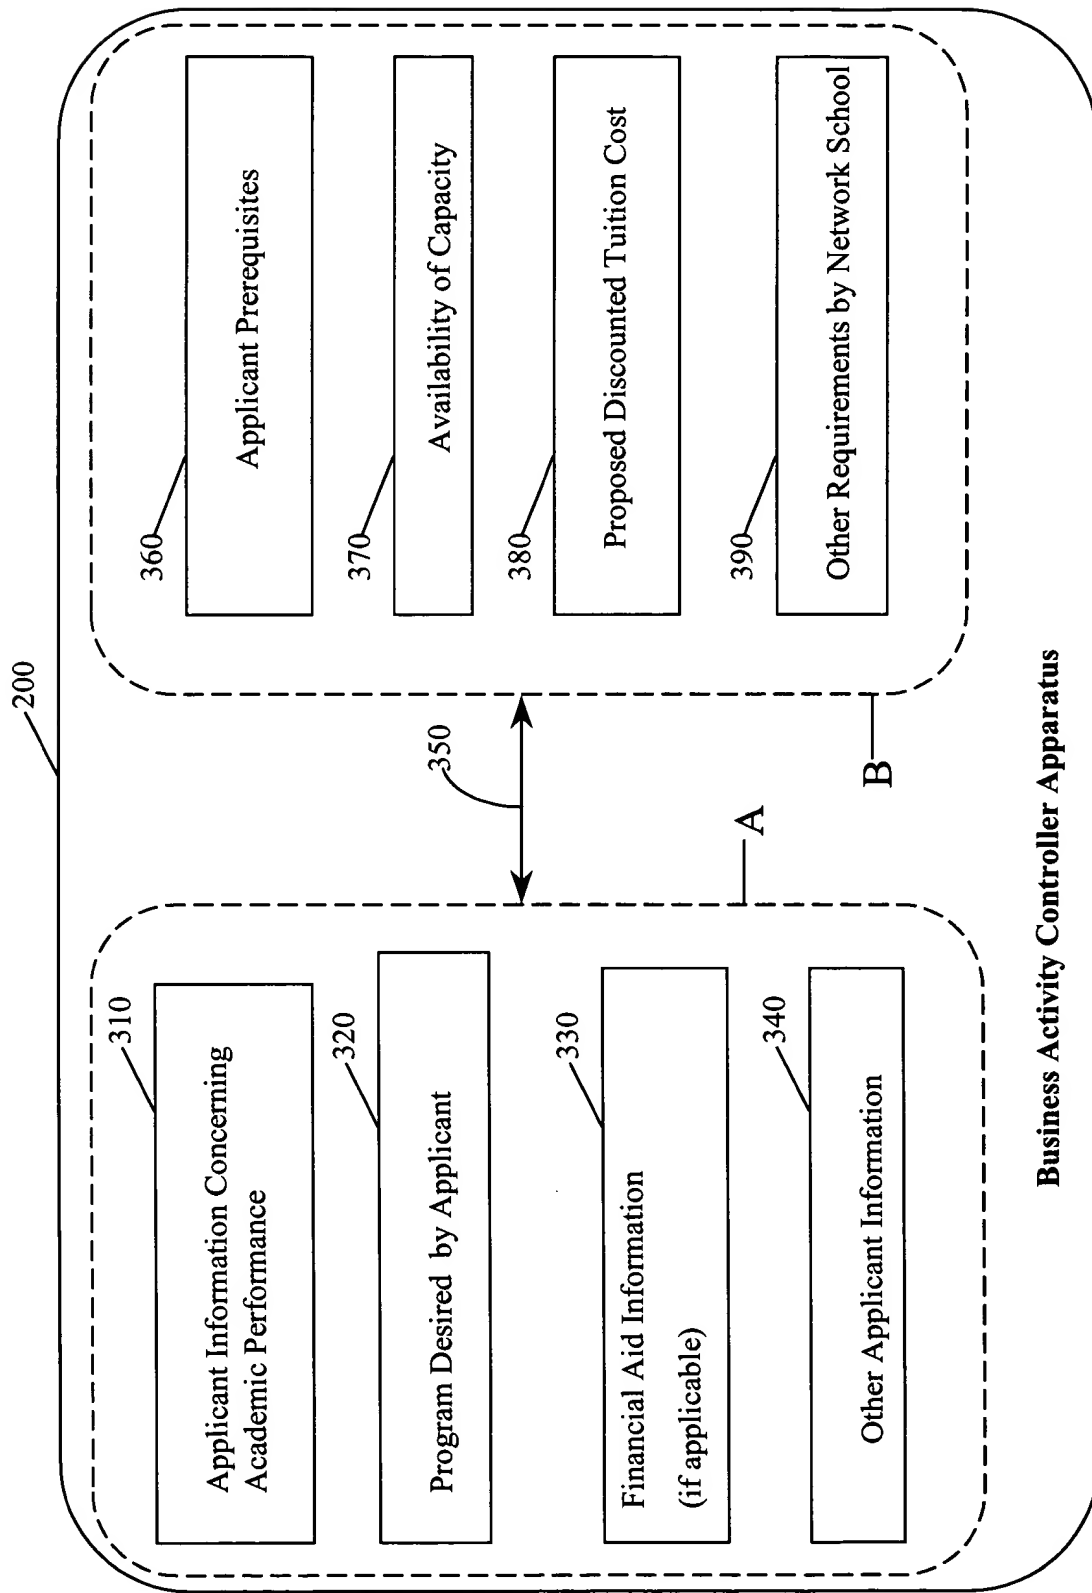 200
310
Applicant Information Concerning
Academic Performance
320
Program Desired by Applicant
330
Financial Aid Information
(if applicable)
340
Other Applicant Information
A
350
B
360
Applicant Prerequisites
370
Availability of Capacity
380
Proposed Discounted Tuition Cost
390
Other Requirements by Network School
Business Activity Controller Apparatus